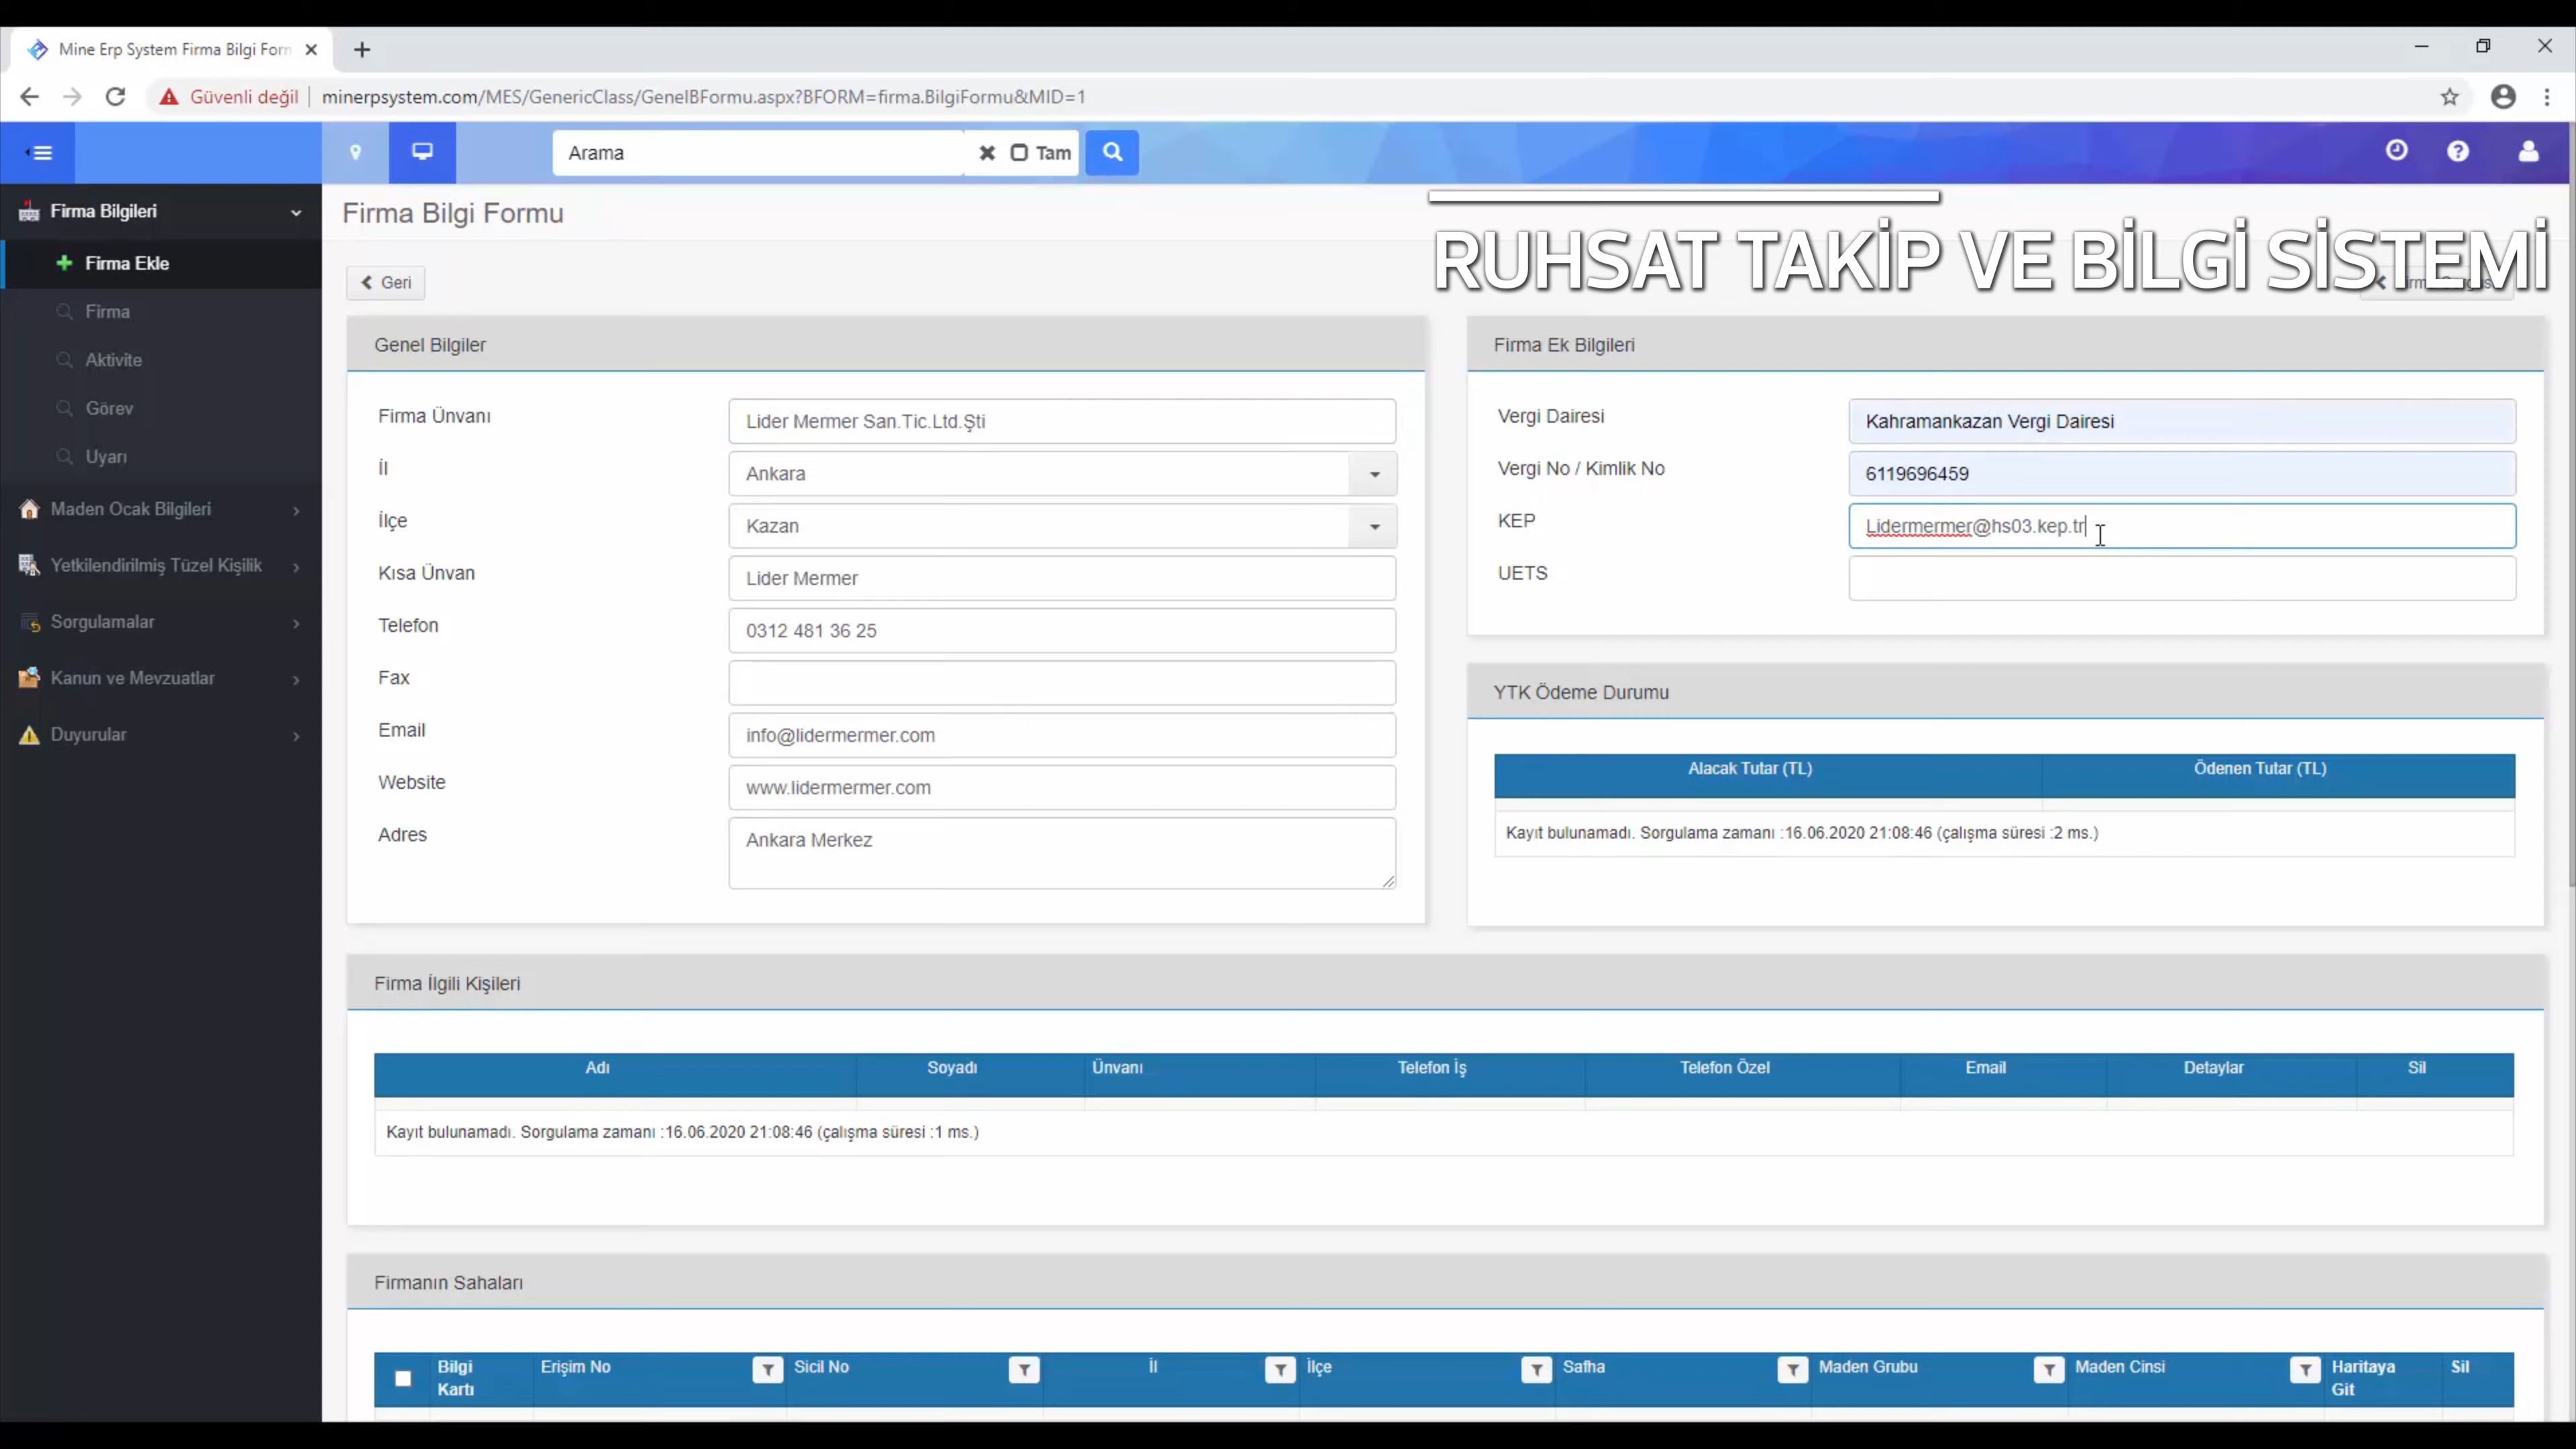 Mine Erp System Firma Bilgi Form
Güvenli değil
minerpsystem.com/MES/GenericClass/GenelBFormu.aspx?BFORM=firma.BilgiFormu&MID=1
Arama
Tam
Firma Bilgileri
Firma Ekle
Firma
Aktivite
Görev
Uyarı
Maden Ocak Bilgileri
Yetkilendirilmiş Tüzel Kişilik
Sorgulamalar
Kanun ve Mevzuatlar
Duyurular
Firma Bilgi Formu
RUHSAT TAKİP VE BİLGİ SİSTEMİ
Geri
Genel Bilgiler
Firma Ünvanı Lider Mermer San.Tic.Ltd.Şti
İl Ankara
İlçe Kazan
Kısa Ünvan Lider Mermer
Telefon 0312 481 36 25
Fax
Email info@lidermermer.com
Website www.lidermermer.com
Adres Ankara Merkez
Firma Ek Bilgileri
Vergi Dairesi Kahramankazan Vergi Dairesi
Vergi No / Kimlik No 6119696459
KEP Lidermermer@hs03.kep.tr
UETS
YTK Ödeme Durumu
Alacak Tutar (TL) Ödenen Tutar (TL)
Kayıt bulunamadı. Sorgulama zamanı :16.06.2020 21:08:46 (çalışma süresi :2 ms.)
Firma İlgili Kişileri
Adı Soyadı Ünvanı Telefon İş Telefon Özel Email Detaylar Sil
Kayıt bulunamadı. Sorgulama zamanı :16.06.2020 21:08:46 (çalışma süresi :1 ms.)
Firmanın Sahaları
Bilgi Kartı Erişim No Sicil No İl İlçe Safha Maden Grubu Maden Cinsi Haritaya Git Sil